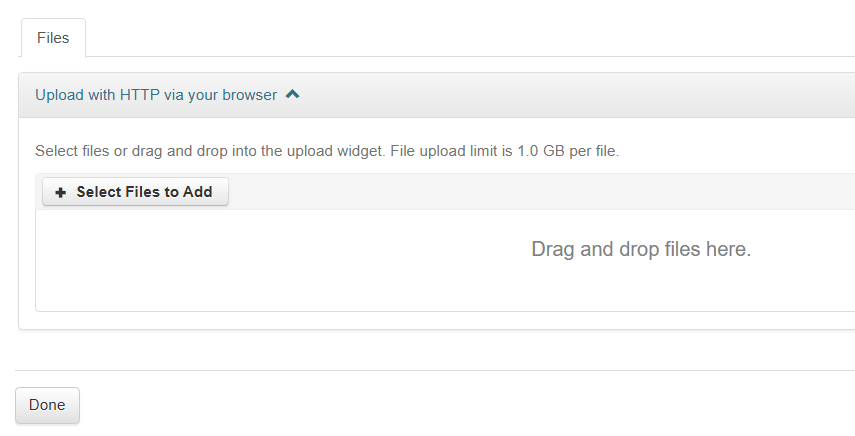 Files
Upload with HTTP via your browser
Select files or drag and drop into the upload widget. File upload limit is 1.0 GB per file.
Select Files to Add
Drag and drop files here.
Done